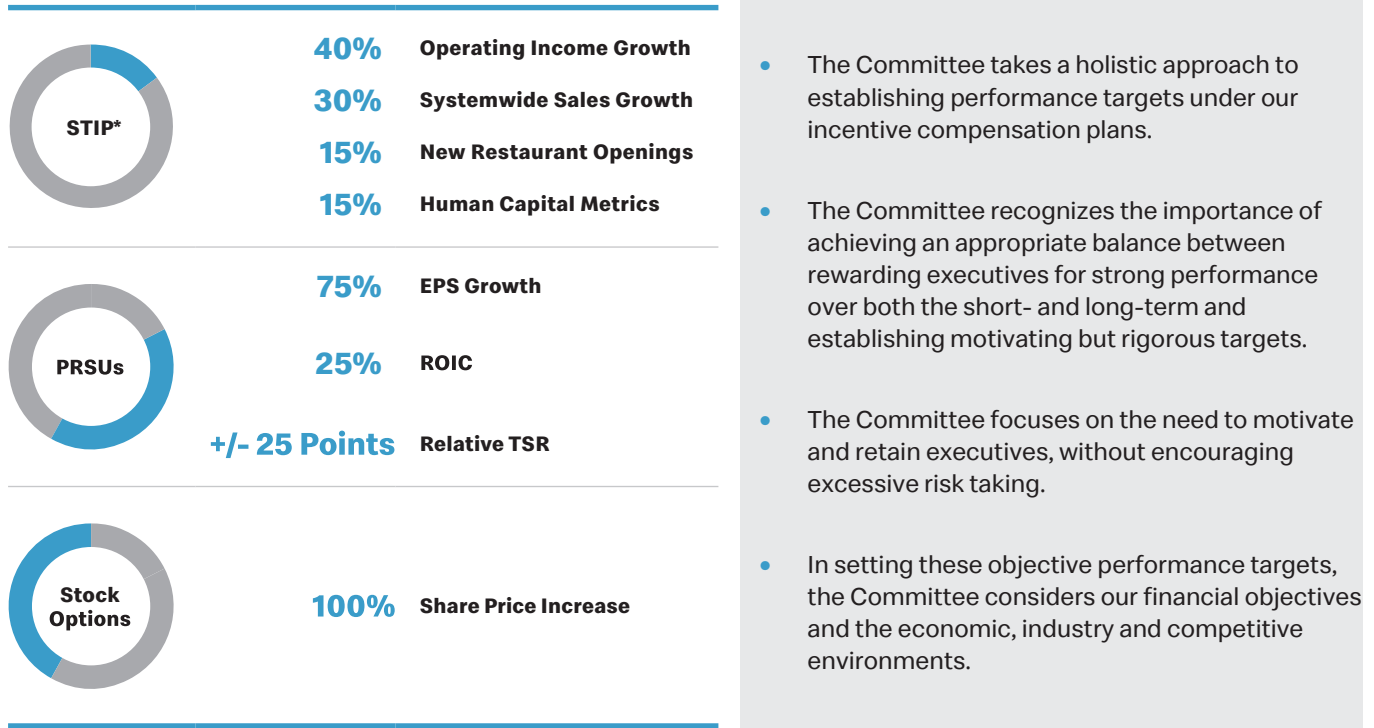 STIP*
40% Operating Income Growth
30% Systemwide Sales Growth
15% New Restaurant Openings
15% Human Capital Metrics
PRSUs
75% EPS Growth
25% ROIC
+/- 25 Points Relative TSR
Stock
Options
100% Share Price Increase
• The Committee takes a holistic approach to
establishing performance targets under our
incentive compensation plans.
• The Committee recognizes the importance of
achieving an appropriate balance between
rewarding executives for strong performance
over both the short- and long-term and
establishing motivating but rigorous targets.
• The Committee focuses on the need to motivate
and retain executives, without encouraging
excessive risk taking.
• In setting these objective performance targets,
the Committee considers our financial objectives
and the economic, industry and competitive
environments.